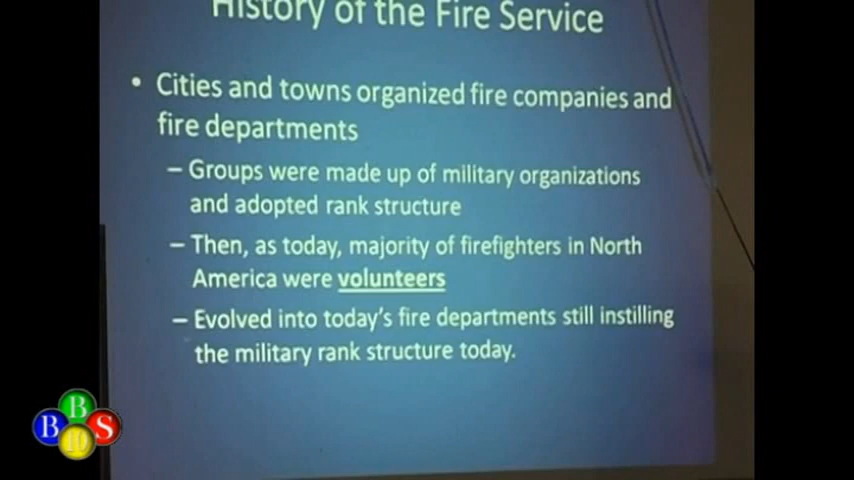 History of the Fire Service
• Cities and towns organized fire companies and
fire departments
– Groups were made up of military organizations
and adopted rank structure
– Then, as today, majority of firefighters in North
America were volunteers
– Evolved into today's fire departments still instilling
the military rank structure today.
B
B S
10